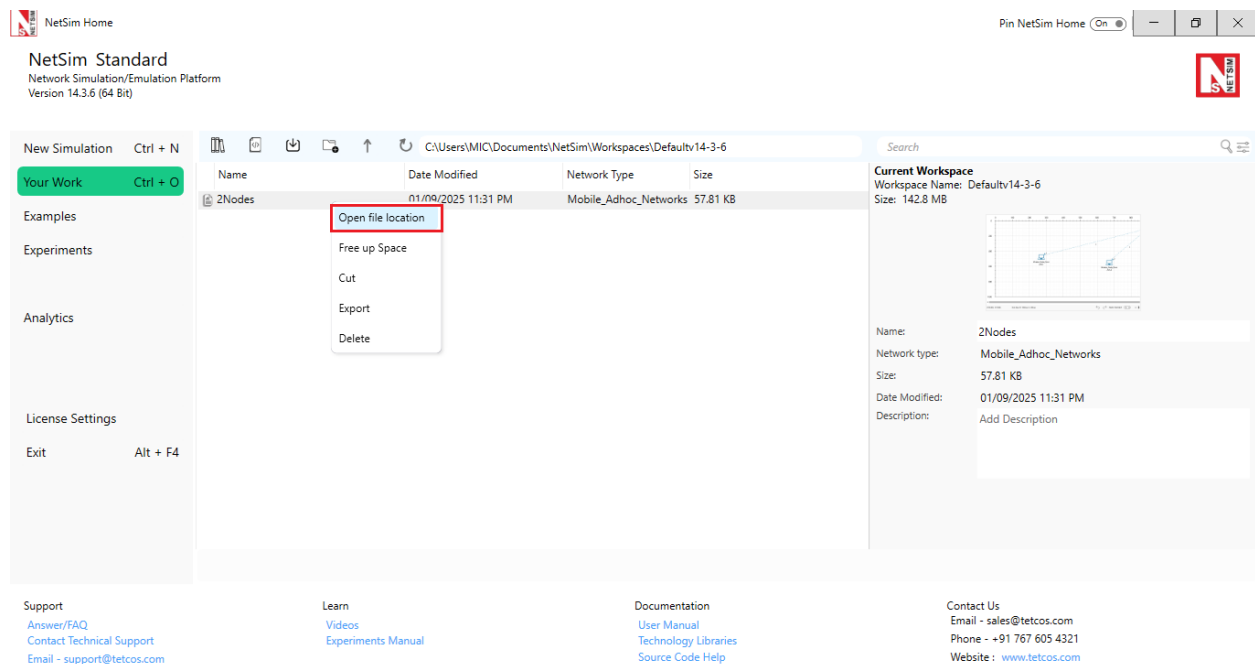 NetSim Home
Pin NetSim Home On
NetSim Standard
Network Simulation/Emulation Platform
Version 14.3.6 (64 Bit)
NETSIM
New Simulation Ctrl + N
Your Work Ctrl + O
Examples
Experiments
Analytics
License Settings
Exit Alt + F4
C:\Users\MIC\Documents\NetSim\Workspaces\Defaultv14-3-6
Search
Name Date Modified Network Type Size
2Nodes 01/09/2025 11:31 PM Mobile_Adhoc_Networks 57.81 KB
Open file location
Free up Space
Cut
Export
Delete
Current Workspace
Workspace Name: Defaultv14-3-6
Size: 142.8 MB
Name: 2Nodes
Network type: Mobile_Adhoc_Networks
Size: 57.81 KB
Date Modified: 01/09/2025 11:31 PM
Description: Add Description
Support
Answer/FAQ
Contact Technical Support
Email - support@tetcos.com
Learn
Videos
Experiments Manual
Documentation
User Manual
Technology Libraries
Source Code Help
Contact Us
Email - sales@tetcos.com
Phone - +91 767 605 4321
Website : www.tetcos.com